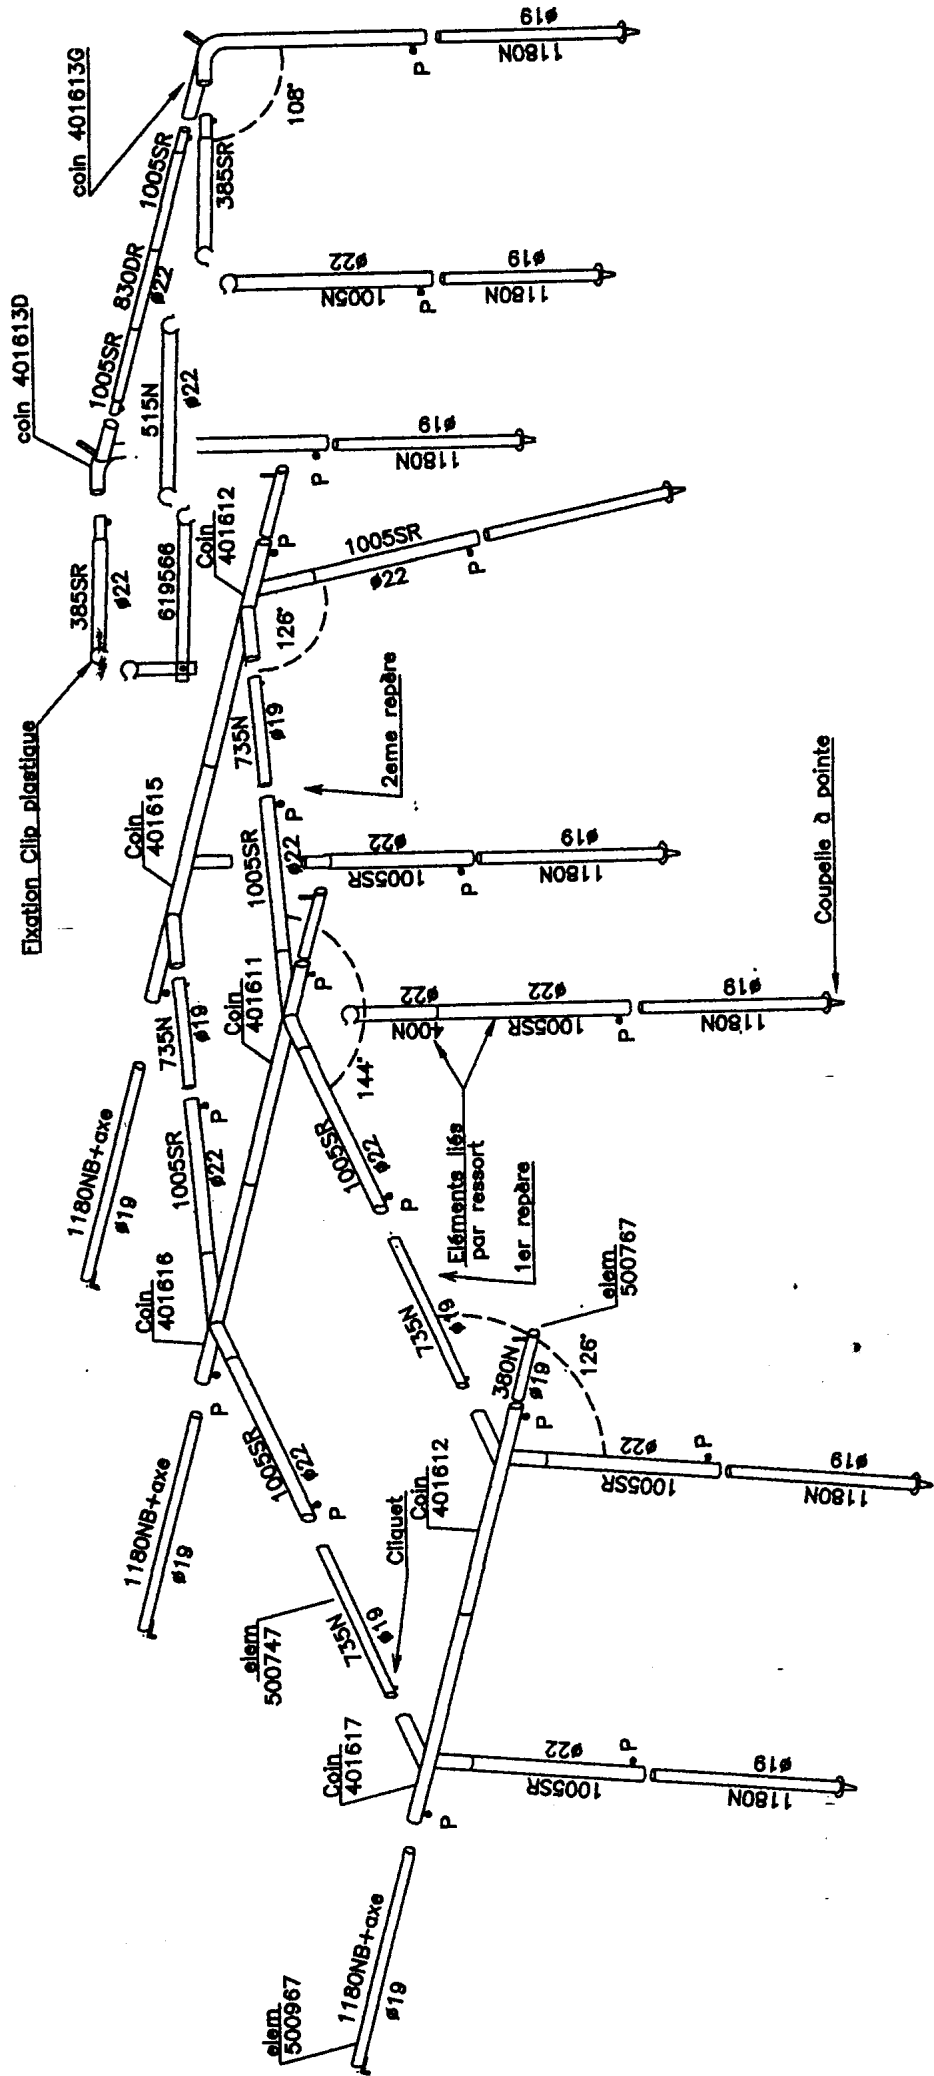 coin 401613G
108°
ø19
1180N
P
1005SR
385SR
830DR
ø22
1005SR
coin 401613D
ø22
1005N
P
ø19
1180N
515N
ø22
385SR
ø22
619566
Fixation Clip plastique
Coin
401612
P
ø19
1180N
P
1005SR
ø22
P
126°
735N
ø19
2eme repère
Coin
401615
1005SR
ø22
P
ø22
1005SR
P
ø19
1180N
Coin
401611
P
144°
735N
ø19
P
1005SR
ø22
1180NB+axe
ø19
Coin
401616
P
ø22
400N
ø22
1005SR
P
ø19
1180N
Coupelle à pointe
Eléments liés
par ressort
1er repère
1005SR
ø22
P
735N
ø19
380N
ø19
elem
500767
126°
P
ø22
1005SR
P
ø19
1180N
Coin
401612
Cliquet
1005SR
ø22
P
1180NB+axe
ø19
735N
ø19
elem
500747
Coin
401617
P
ø22
1005SR
P
ø19
1180N
1180NB+axe
ø19
elem
500967